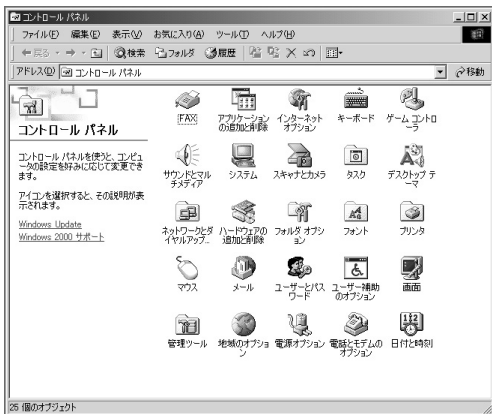 コントロール パネル
ファイル(F) 編集(E) 表示(V) お気に入り(A) ツール(T) ヘルプ(H)
戻る 検索 フォルダ 履歴
アドレス(D) コントロール パネル 移動
コントロール パネル
コントロール パネルを使うと、コンピュ
ータの設定を好みに応じて変更でき
ます。
アイコンを選択すると、その説明が表
示されます。
Windows Update
Windows 2000 サポート
FAX
アプリケーション
の追加と削除
インターネット
オプション
キーボード
ゲーム コントロ
ーラ
サウンドとマル
チメディア
システム
スキャナとカメラ
タスク
デスクトップ テ
ーマ
ネットワークとダ
イヤルアップ...
ハードウェアの
追加と削除
フォルダ オプシ
ョン
フォント
プリンタ
マウス
メール
ユーザーとパス
ワード
ユーザー補助
のオプション
画面
管理ツール
地域のオプショ
ン
電源オプション
電話とモデムの
オプション
日付と時刻
25 個のオブジェクト